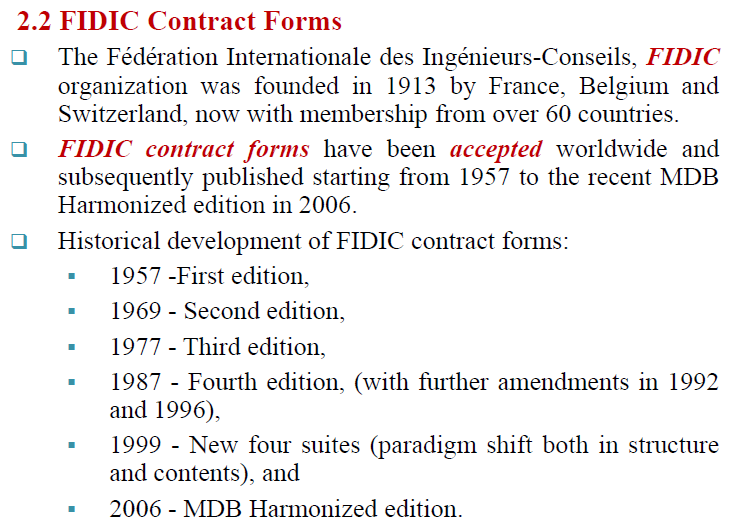 2.2 FIDIC Contract Forms
The Fédération Internationale des Ingénieurs-Conseils, FIDIC
organization was founded in 1913 by France, Belgium and
Switzerland, now with membership from over 60 countries.
FIDIC contract forms have been accepted worldwide and
subsequently published starting from 1957 to the recent MDB
Harmonized edition in 2006.
Historical development of FIDIC contract forms:
1957 -First edition,
1969 - Second edition,
1977 - Third edition,
1987 - Fourth edition, (with further amendments in 1992
and 1996),
1999 - New four suites (paradigm shift both in structure
and contents), and
2006 - MDB Harmonized edition.